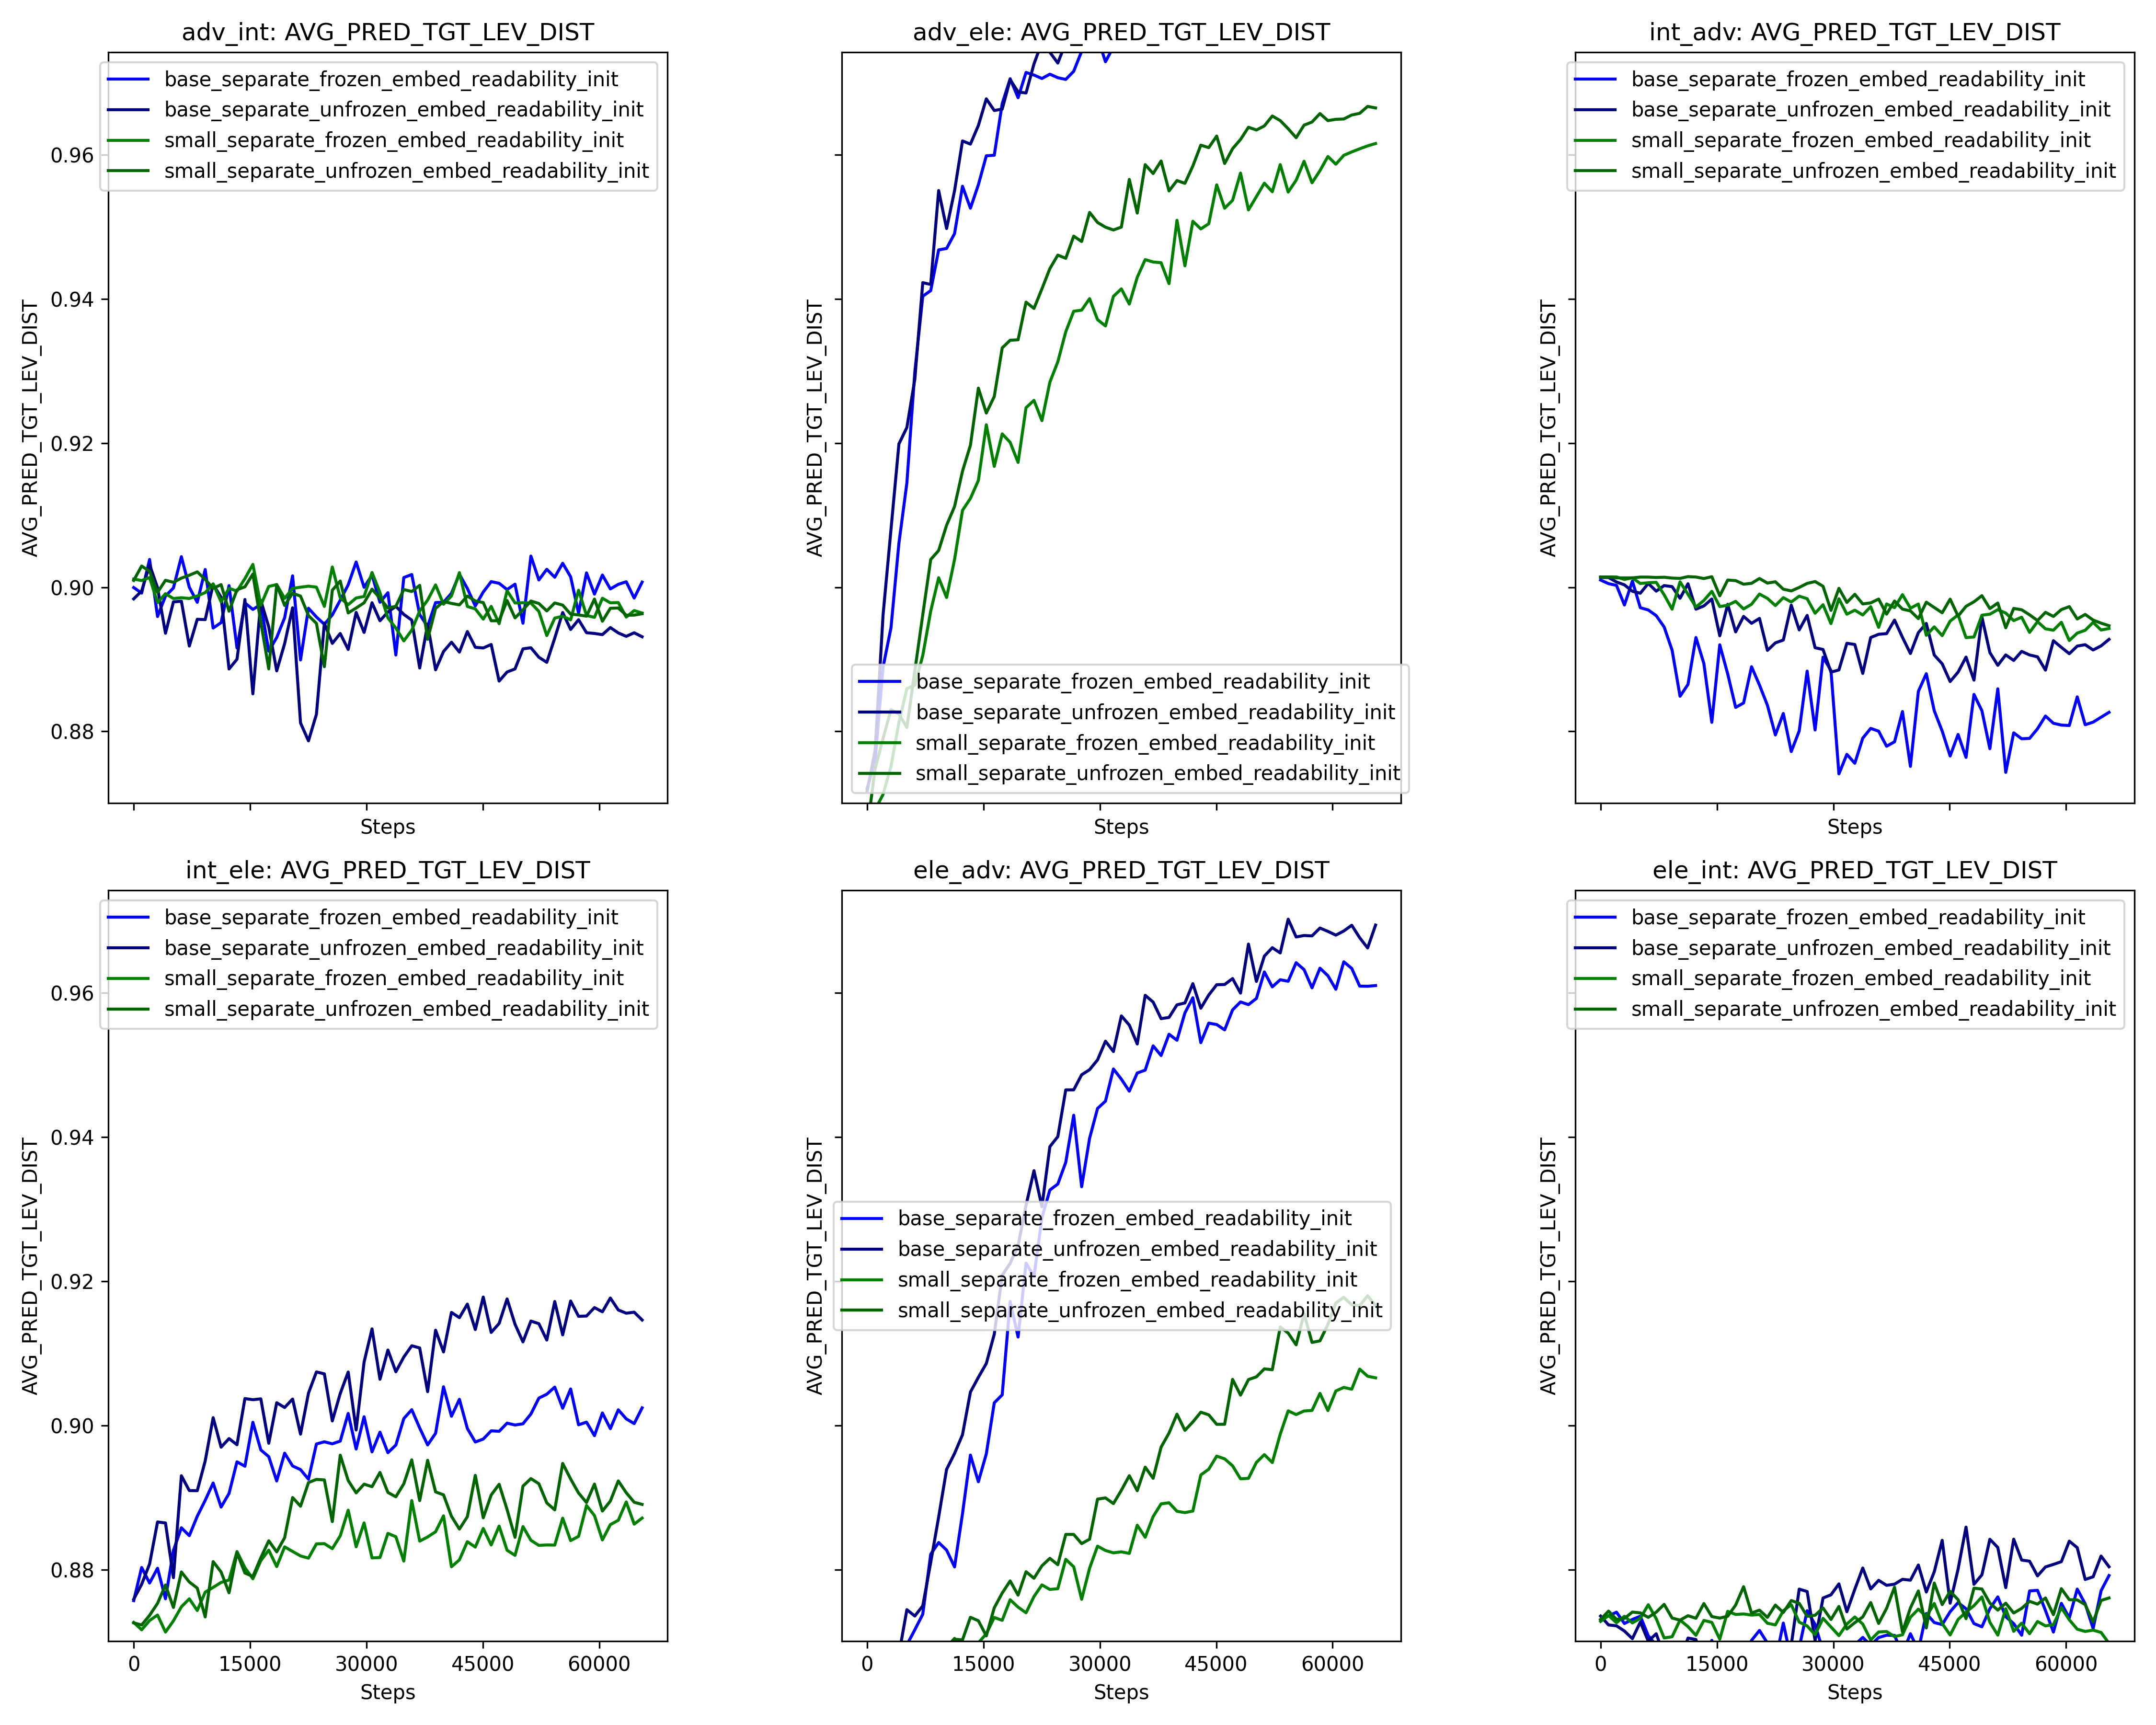 adv_int: AVG_PRED_TGT_LEV_DIST
AVG_PRED_TGT_LEV_DIST
0.96
0.94
0.92
0.90
0.88
base_separate_frozen_embed_readability_init
base_separate_unfrozen_embed_readability_init
small_separate_frozen_embed_readability_init
small_separate_unfrozen_embed_readability_init
Steps
adv_ele: AVG_PRED_TGT_LEV_DIST
AVG_PRED_TGT_LEV_DIST
base_separate_frozen_embed_readability_init
base_separate_unfrozen_embed_readability_init
small_separate_frozen_embed_readability_init
small_separate_unfrozen_embed_readability_init
Steps
int_adv: AVG_PRED_TGT_LEV_DIST
AVG_PRED_TGT_LEV_DIST
base_separate_frozen_embed_readability_init
base_separate_unfrozen_embed_readability_init
small_separate_frozen_embed_readability_init
small_separate_unfrozen_embed_readability_init
Steps
int_ele: AVG_PRED_TGT_LEV_DIST
AVG_PRED_TGT_LEV_DIST
0.96
0.94
0.92
0.90
0.88
base_separate_frozen_embed_readability_init
base_separate_unfrozen_embed_readability_init
small_separate_frozen_embed_readability_init
small_separate_unfrozen_embed_readability_init
0 15000 30000 45000 60000
Steps
ele_adv: AVG_PRED_TGT_LEV_DIST
AVG_PRED_TGT_LEV_DIST
base_separate_frozen_embed_readability_init
base_separate_unfrozen_embed_readability_init
small_separate_frozen_embed_readability_init
small_separate_unfrozen_embed_readability_init
0 15000 30000 45000 60000
Steps
ele_int: AVG_PRED_TGT_LEV_DIST
AVG_PRED_TGT_LEV_DIST
base_separate_frozen_embed_readability_init
base_separate_unfrozen_embed_readability_init
small_separate_frozen_embed_readability_init
small_separate_unfrozen_embed_readability_init
0 15000 30000 45000 60000
Steps